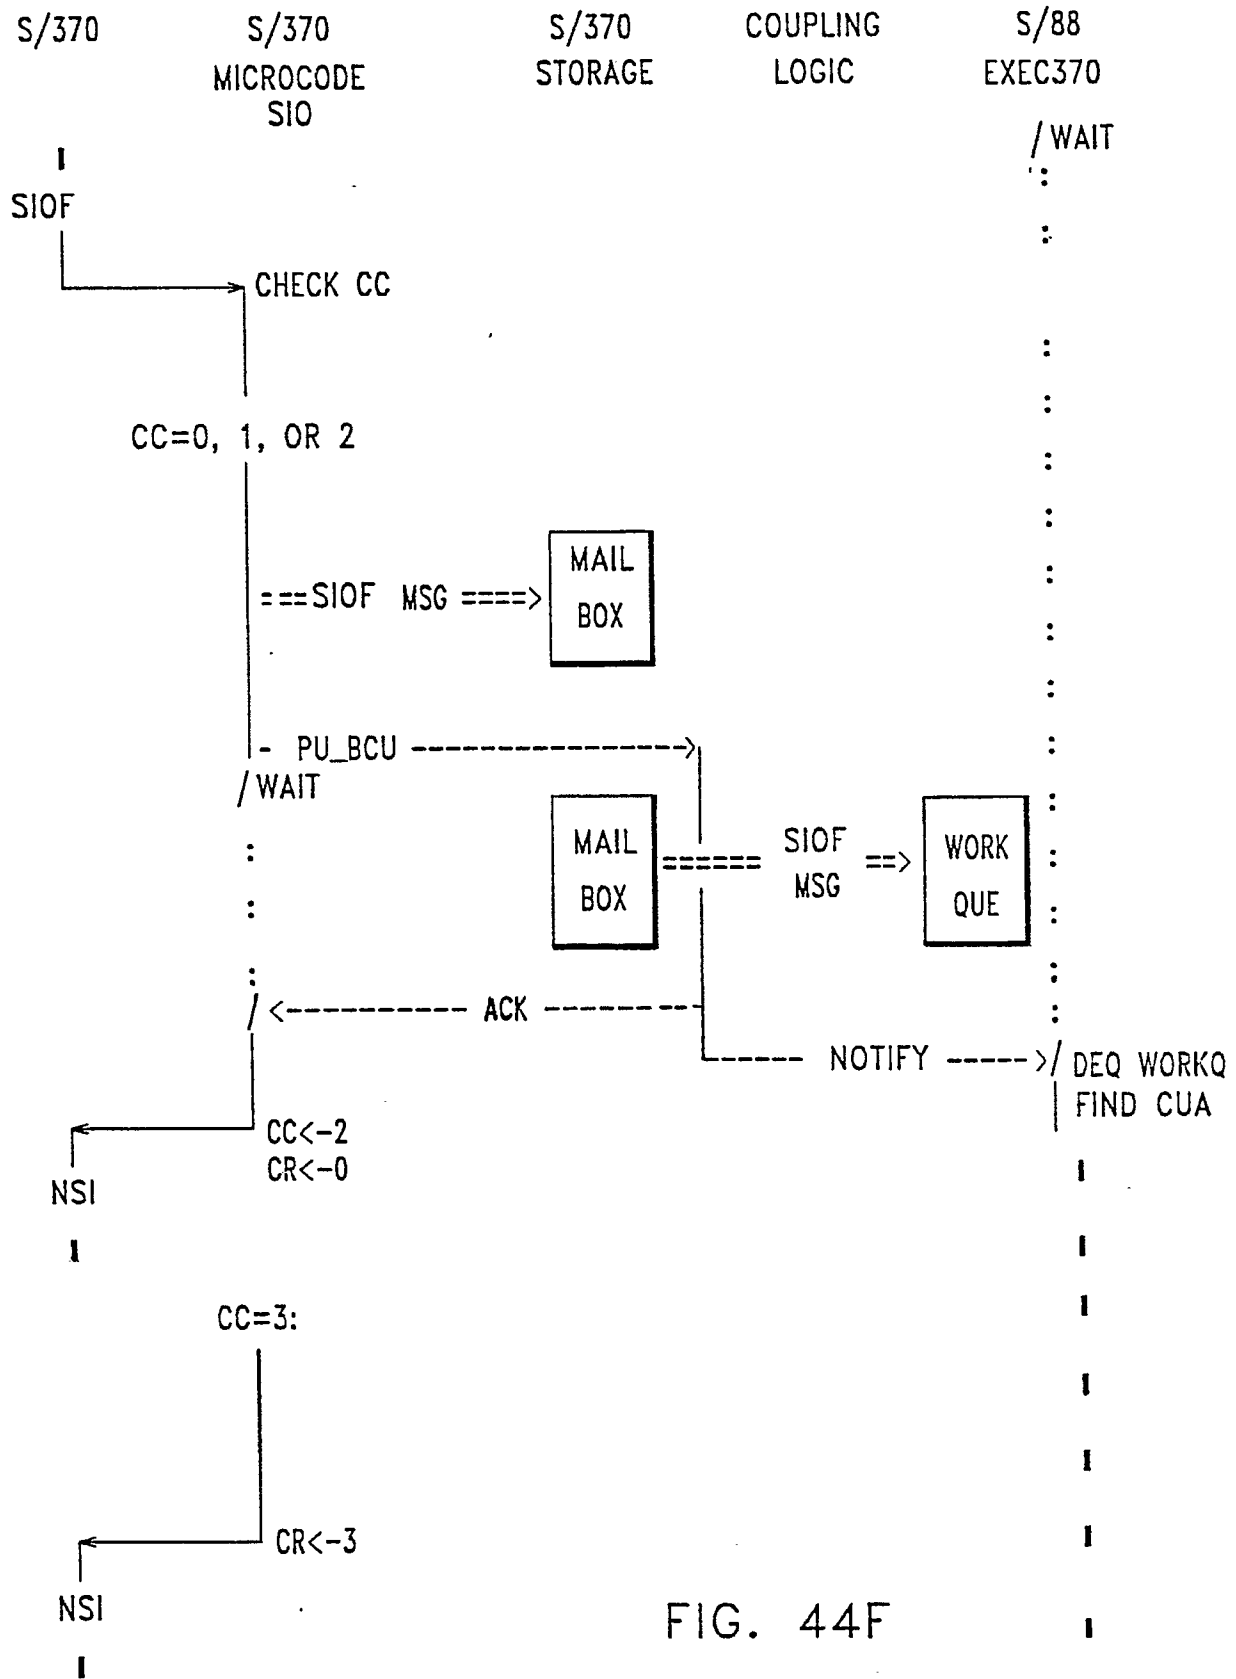 S/370 S/370 S/370 COUPLING S/88
MICROCODE STORAGE LOGIC EXEC370
SIO
/WAIT
SIOF
CHECK CC
CC=0, 1, OR 2
MAIL
===SIOF MSG ====>
BOX
- PU_BCU ------------------->
/WAIT
MAIL ====== SIOF ==> WORK
BOX MSG QUE
/ <---------- ACK --------
----- NOTIFY ----->/ DEQ WORKQ
FIND CUA
CC<-2
CR<-0
NSI
CC=3:
CR<-3
NSI
FIG. 44F